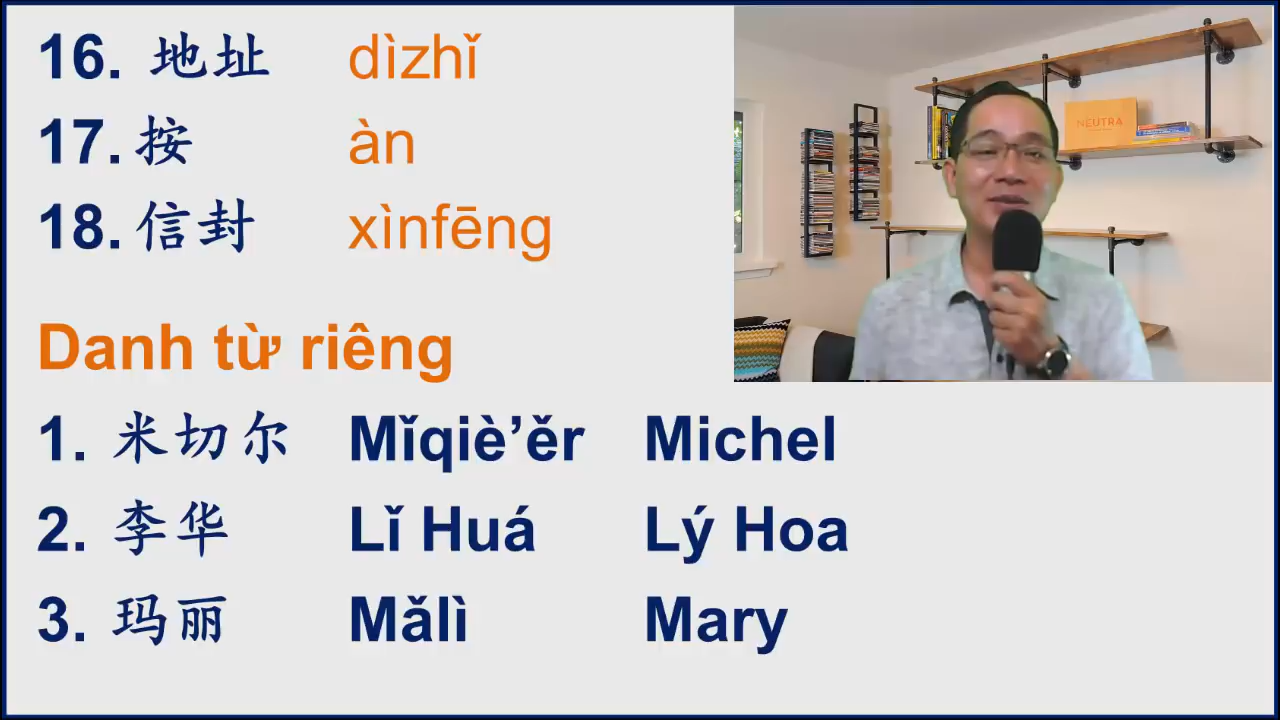 16. 地址 dìzhǐ
17. 按 àn
18. 信封 xìnfēng
NEUTRA
Danh từ riêng
1. 米切尔 Mǐqiè’ěr Michel
2. 李华 Lǐ Huá Lý Hoa
3. 玛丽 Mǎlì Mary